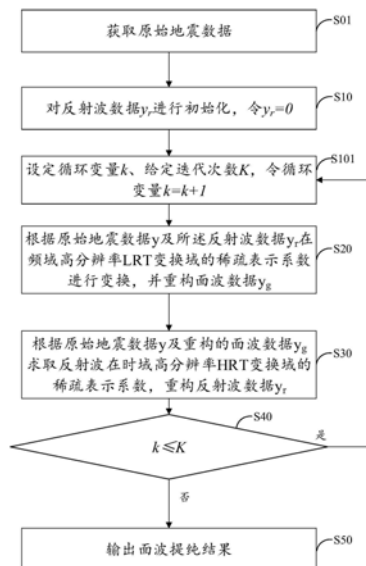 获取原始地震数据
S01
对反射波数据y_r进行初始化，令y_r=0
S10
设定循环变量k、给定迭代次数K，令循
环变量k=k+1
S101
根据原始地震数据y及所述反射波数据y_r在
频域高分辨率LRT变换域的稀疏表示系数
进行变换，并重构面波数据y_g
S20
根据原始地震数据y及重构的面波数据y_g
求取反射波在时域高分辨率HRT变换域的
稀疏表示系数，重构反射波数据y_r
S30
k≤K
S40
是
否
输出面波提纯结果
S50